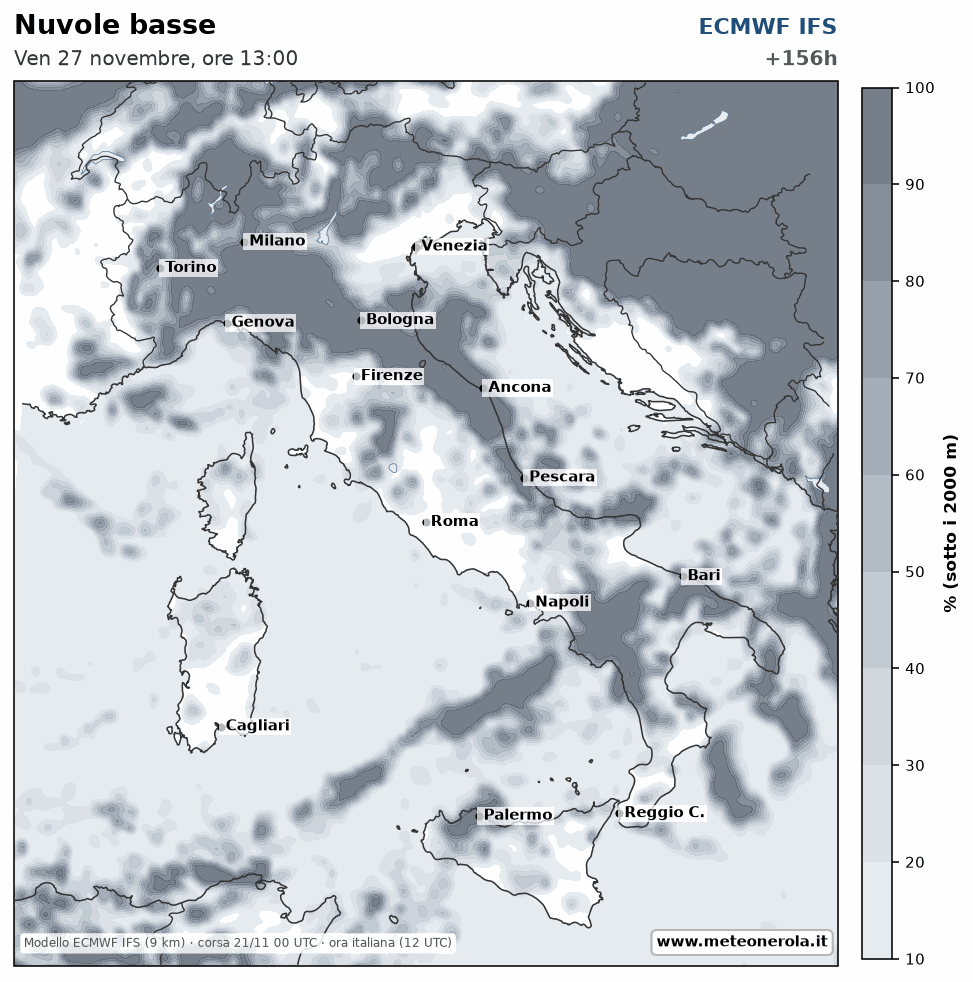 Nuvole basse
ECMWF IFS
Ven 27 novembre, ore 13:00
+156h
Milano
Venezia
Torino
Genova
Bologna
Firenze
Ancona
Pescara
Roma
Bari
Napoli
Cagliari
Palermo
Reggio C.
100
90
80
70
60
50
40
30
20
10
% (sotto i 2000 m)
Modello ECMWF IFS (9 km) · corsa 21/11 00 UTC · ora italiana (12 UTC)
www.meteonerola.it